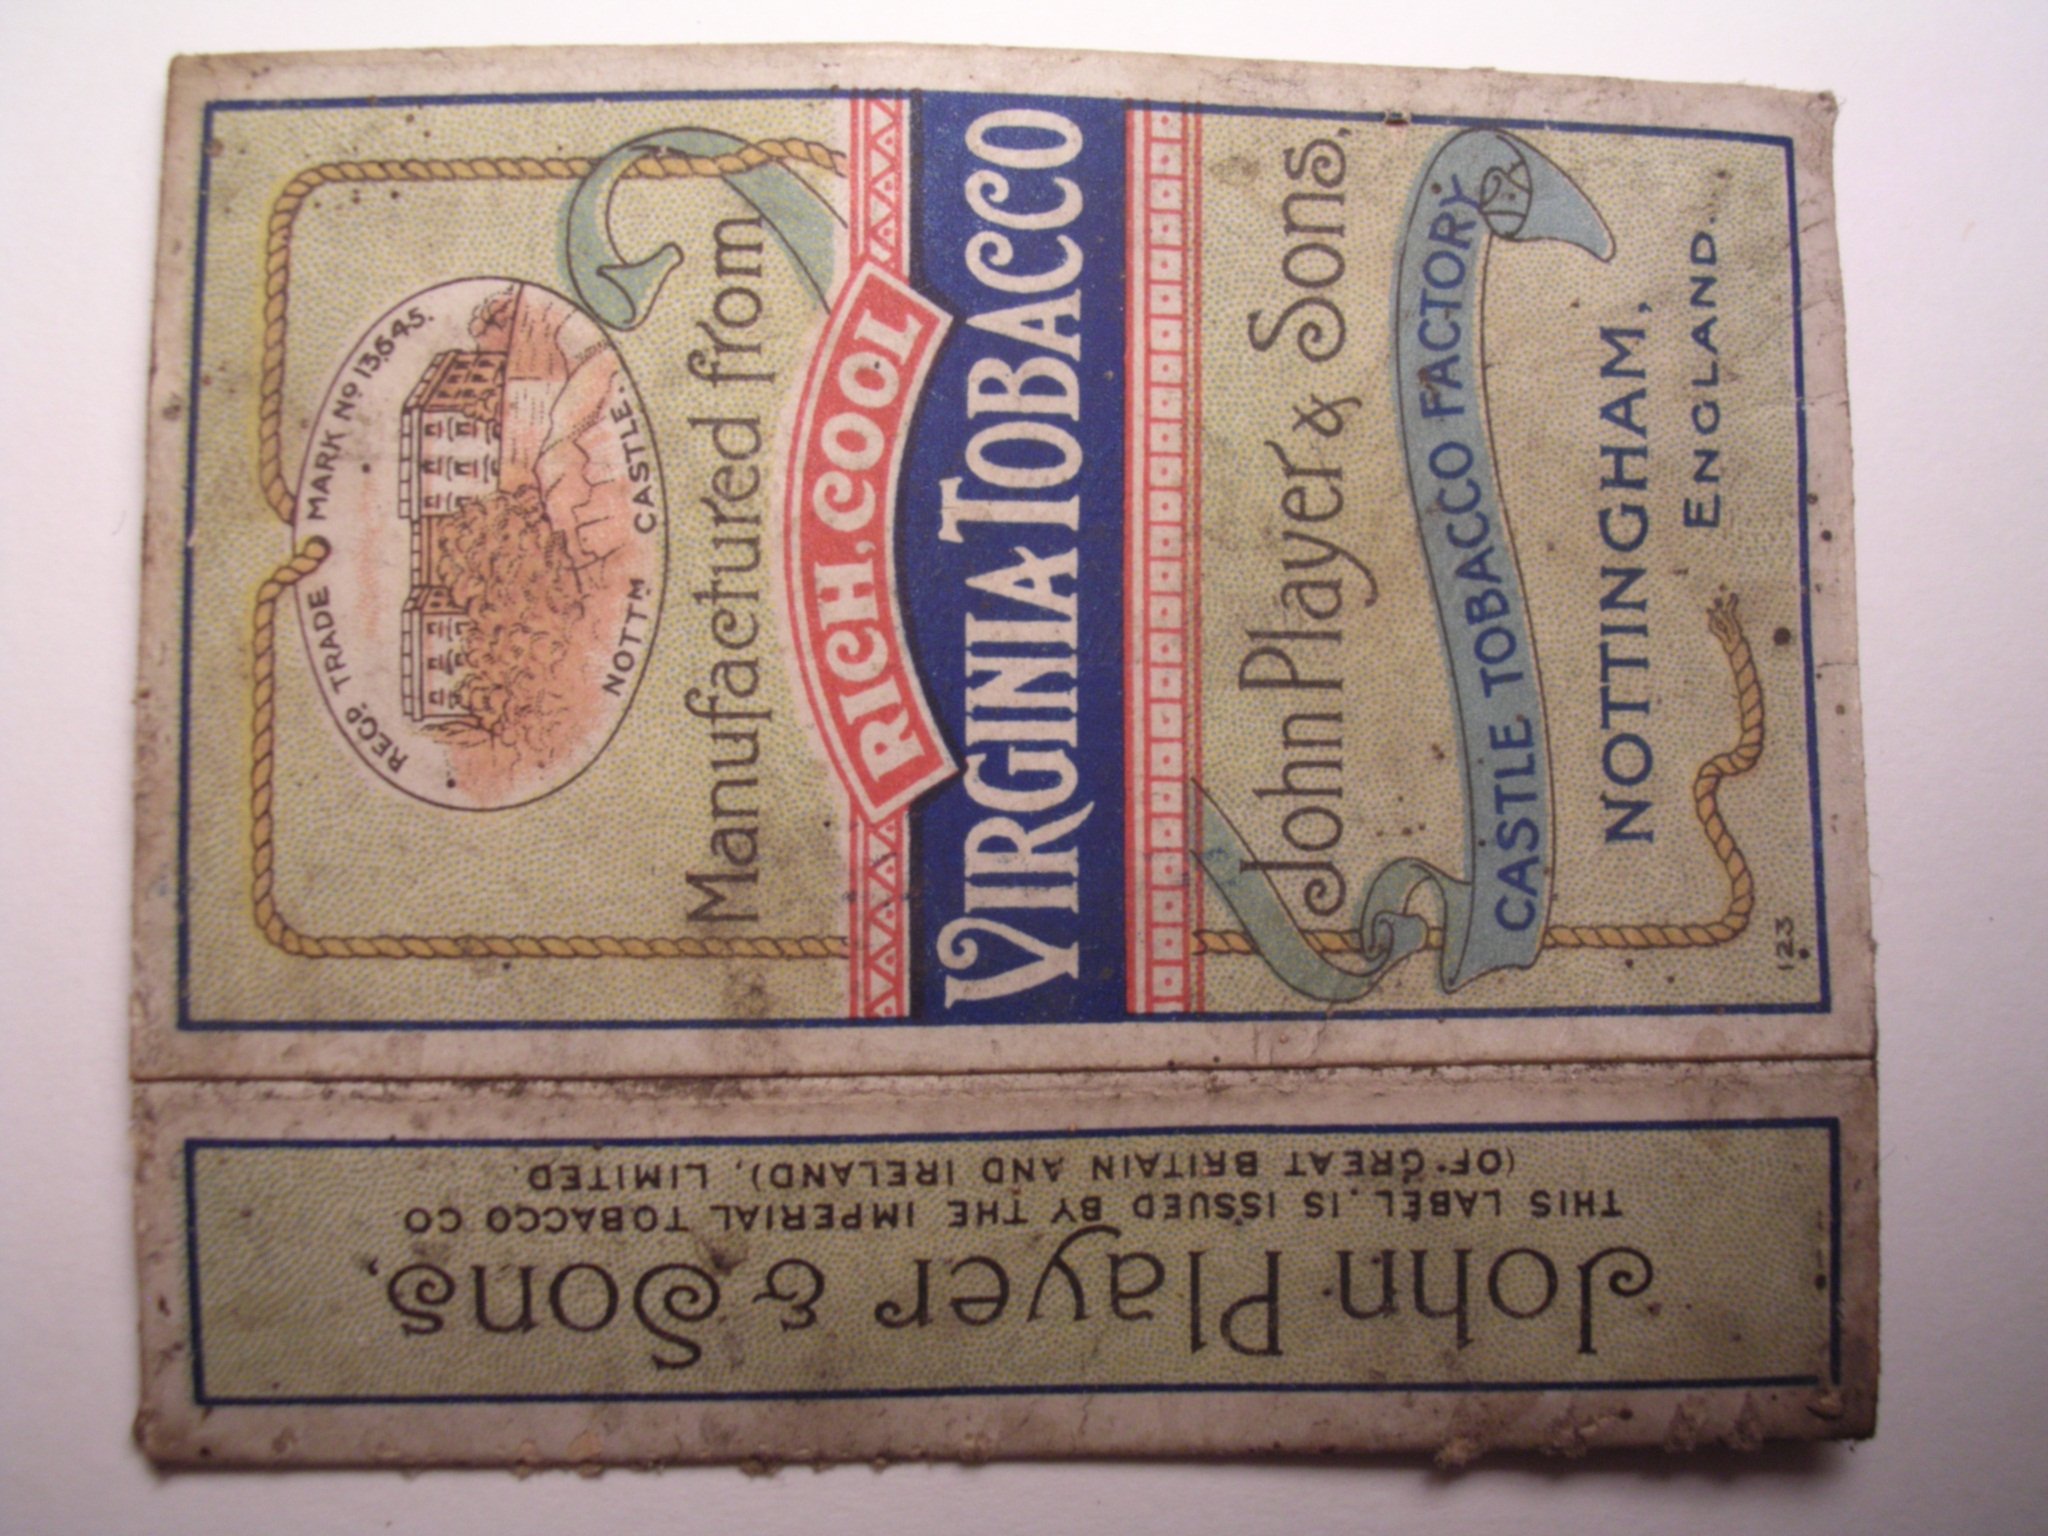 REGD. TRADE MARK No 13,645.
NOTTM CASTLE.
Manufactured from
RICH, COOL
VIRGINIA TOBACCO
John Player & Sons,
CASTLE TOBACCO FACTORY
NOTTINGHAM,
ENGLAND.
123
John Player & Sons,
THIS LABEL IS ISSUED BY THE IMPERIAL TOBACCO CO
(OF GREAT BRITAIN AND IRELAND), LIMITED.